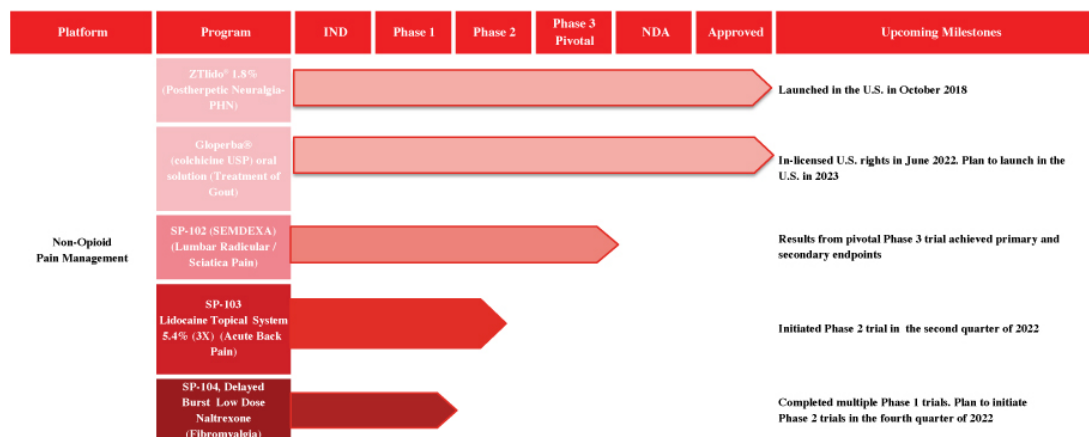 Platform
Program
IND
Phase 1
Phase 2
Phase 3
Pivotal
NDA
Approved
Upcoming Milestones
Non-Opioid
Pain Management
ZTlido® 1.8%
(Postherpetic Neuralgia-
PHN)
Launched in the U.S. in October 2018
Gloperba®
(colchicine USP) oral
solution (Treatment of
Gout)
In-licensed U.S. rights in June 2022. Plan to launch in the
U.S. in 2023
SP-102 (SEMDEXA)
(Lumbar Radicular /
Sciatica Pain)
Results from pivotal Phase 3 trial achieved primary and
secondary endpoints
SP-103
Lidocaine Topical System
5.4% (3X) (Acute Back
Pain)
Initiated Phase 2 trial in the second quarter of 2022
SP-104, Delayed
Burst Low Dose
Naltrexone
(Fibromyalgia)
Completed multiple Phase 1 trials. Plan to initiate
Phase 2 trials in the fourth quarter of 2022